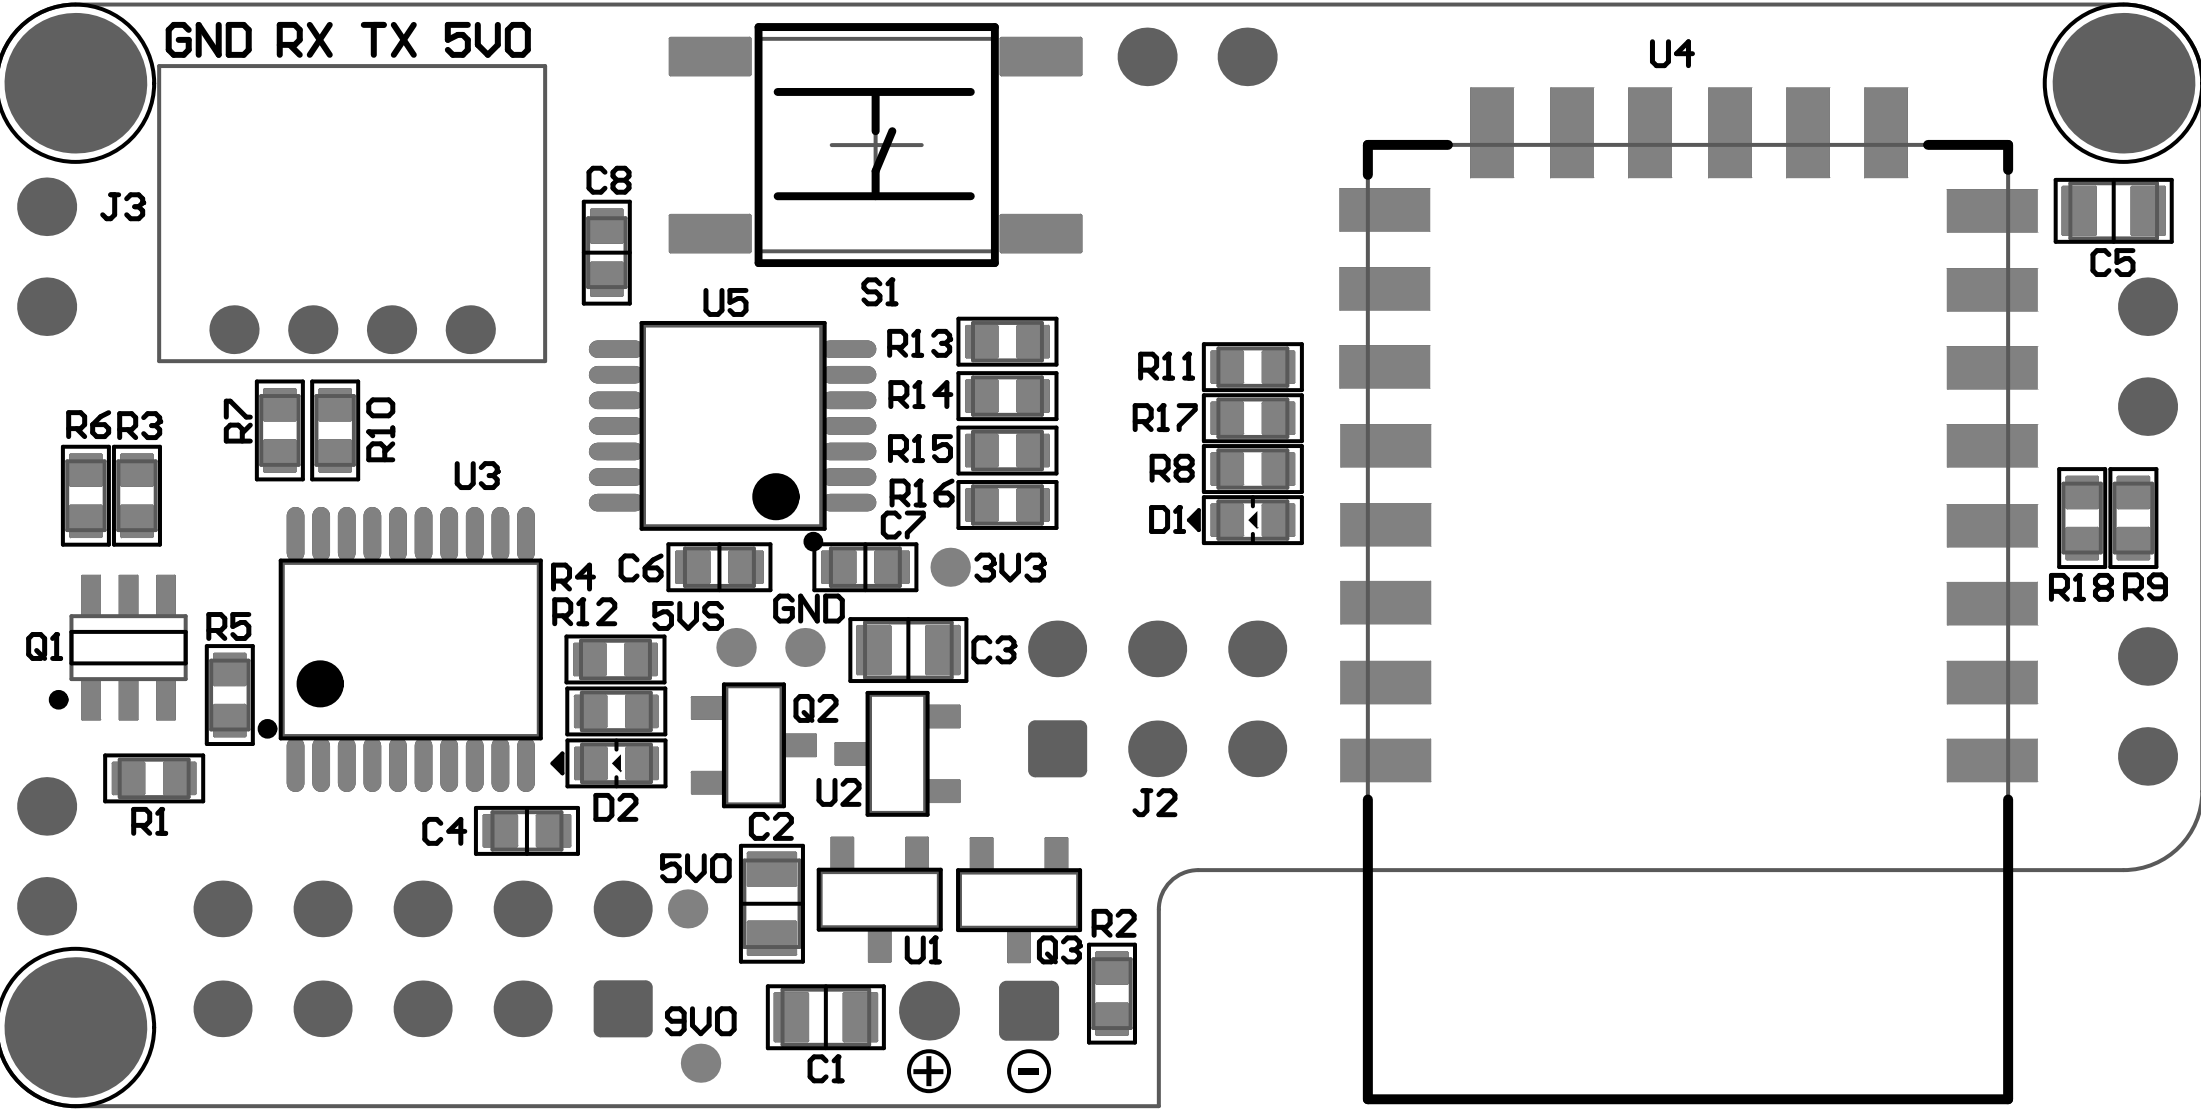 GND RX TX 5V0
U4
J3
C8
C5
S1
U5
R13
R11
R14
R7
R10
R17
R6 R3
R15
R8
U3
R16
C7
D1
C6
3V3
R4
R18 R9
R12
5VS
GND
R5
Q1
C3
Q2
U2
J2
D2
R1
C4
C2
5V0
R2
U1
Q3
9V0
C1
+ −